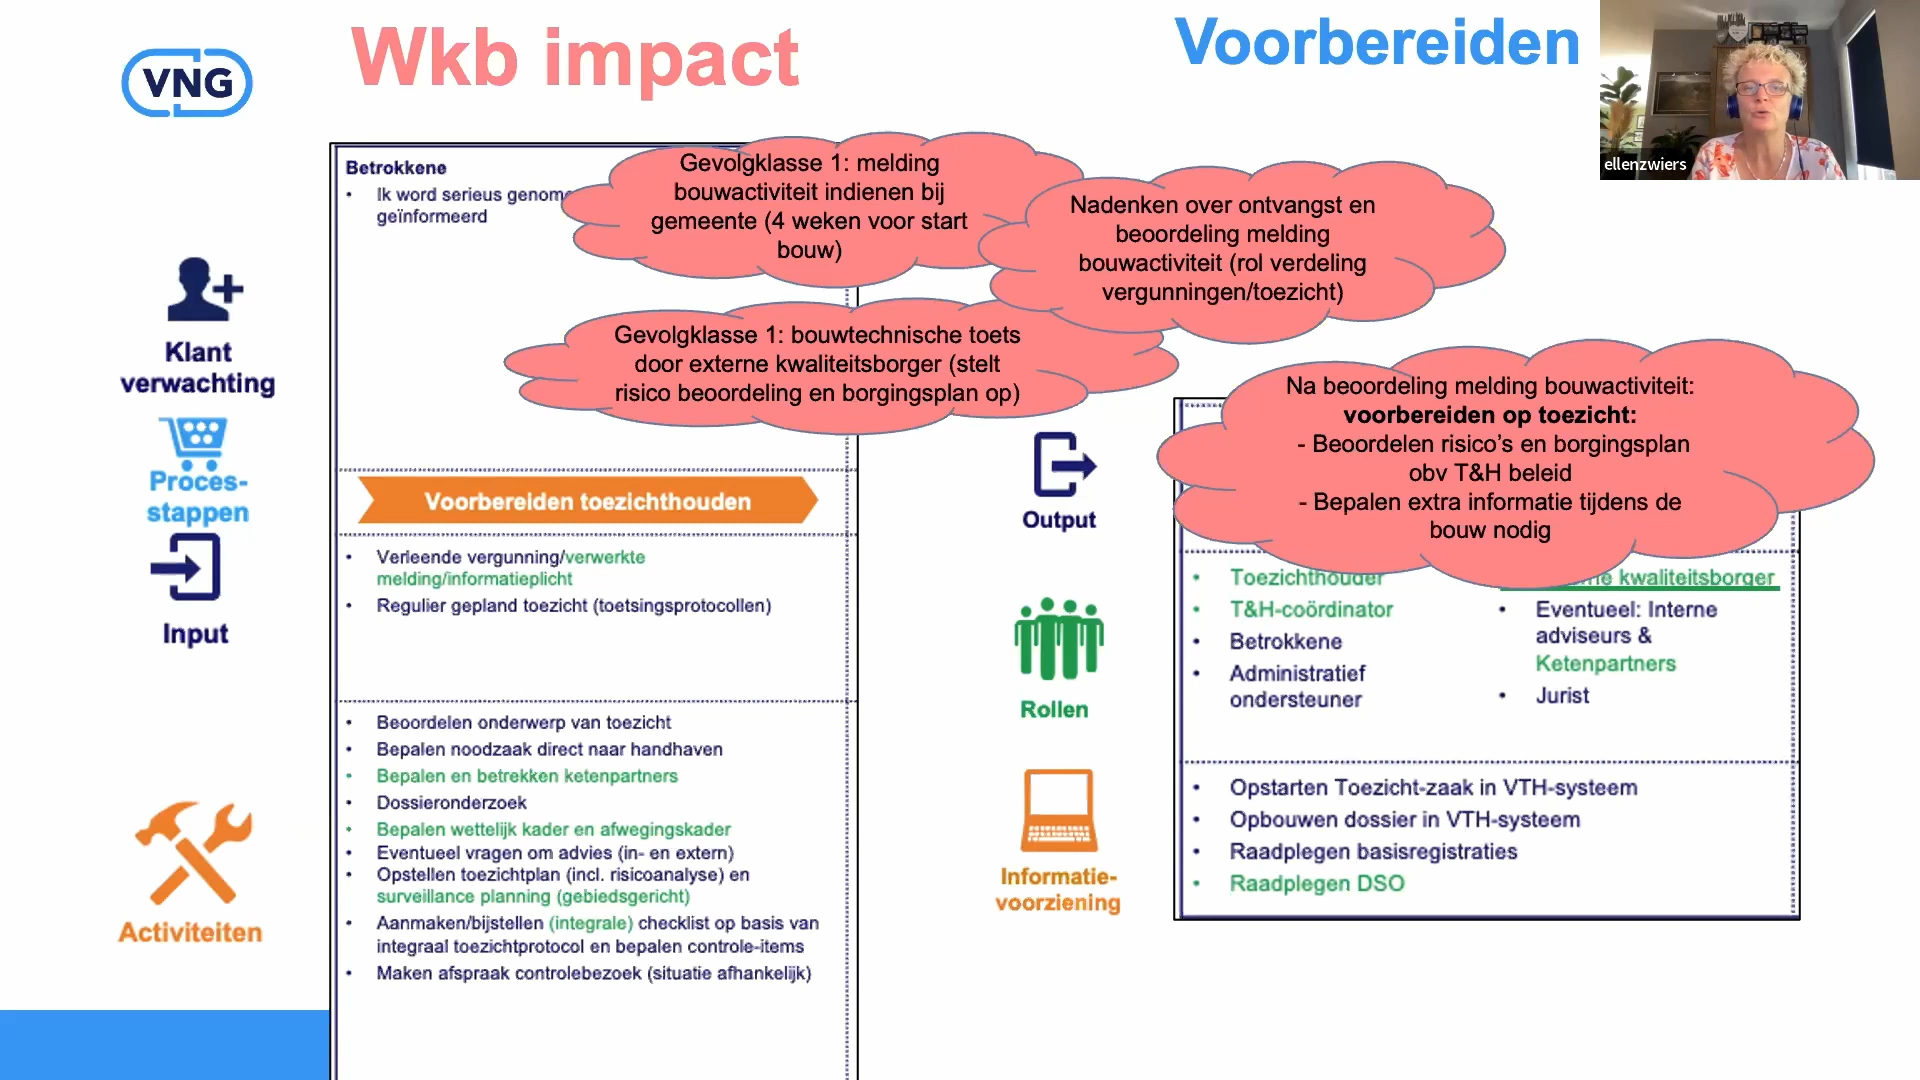 VNG
Wkb impact
Voorbereiden
ellenzwiers
Betrokkene
• Ik word serieus
geïnformeerd
Gevolgklasse 1: melding
bouwactiviteit indienen bij
gemeente (4 weken voor start
bouw)
Nadenken over ontvangst en
beoordeling melding
bouwactiviteit (rol verdeling
vergunningen/toezicht)
Gevolgklasse 1: bouwtechnische toets
door externe kwaliteitsborger (stelt
risico beoordeling en borgingsplan op)
Na beoordeling melding bouwactiviteit:
voorbereiden op toezicht:
- Beoordelen risico's en borgingsplan
obv T&H beleid
- Bepalen extra informatie tijdens de
bouw nodig
Klant
verwachting
Proces-
stappen
Voorbereiden toezichthouden
Input
• Verleende vergunning/verwerkte
melding/informatieplicht
• Regulier gepland toezicht (toetsingsprotocollen)
Activiteiten
• Beoordelen onderwerp van toezicht
• Bepalen noodzaak direct naar handhaven
• Bepalen en betrekken ketenpartners
• Dossieronderzoek
• Bepalen wettelijk kader en afwegingskader
• Eventueel vragen om advies (in- en extern)
• Opstellen toezichtplan (incl. risicoanalyse) en
surveillance planning (gebiedsgericht)
• Aanmaken/bijstellen (integrale) checklist op basis van
integraal toezichtprotocol en bepalen controle-items
• Maken afspraak controlebezoek (situatie afhankelijk)
Output
Rollen
• Toezichthouder
• T&H-coördinator
• Betrokkene
• Administratief
ondersteuner
kwaliteitsborger
• Eventueel: Interne
adviseurs &
Ketenpartners
• Jurist
Informatie-
voorziening
• Opstarten Toezicht-zaak in VTH-systeem
• Opbouwen dossier in VTH-systeem
• Raadplegen basisregistraties
• Raadplegen DSO